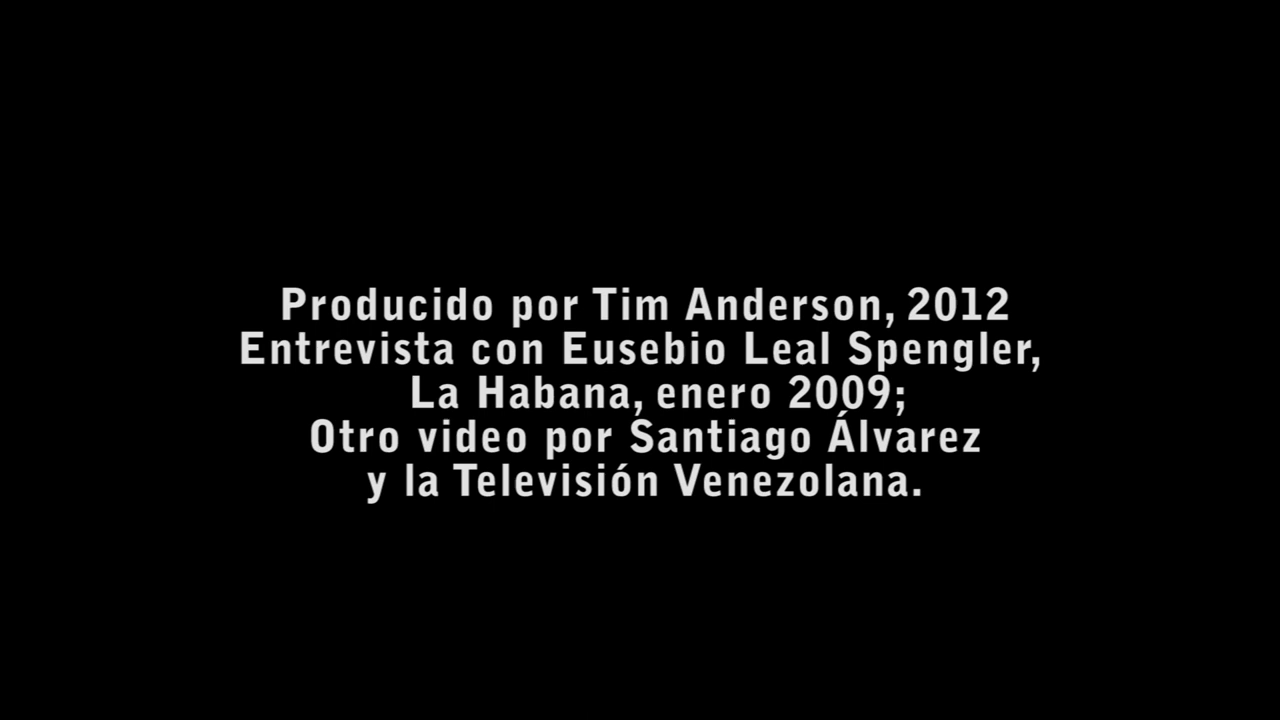 Producido por Tim Anderson, 2012
Entrevista con Eusebio Leal Spengler,
La Habana, enero 2009;
Otro video por Santiago Álvarez
y la Televisión Venezolana.